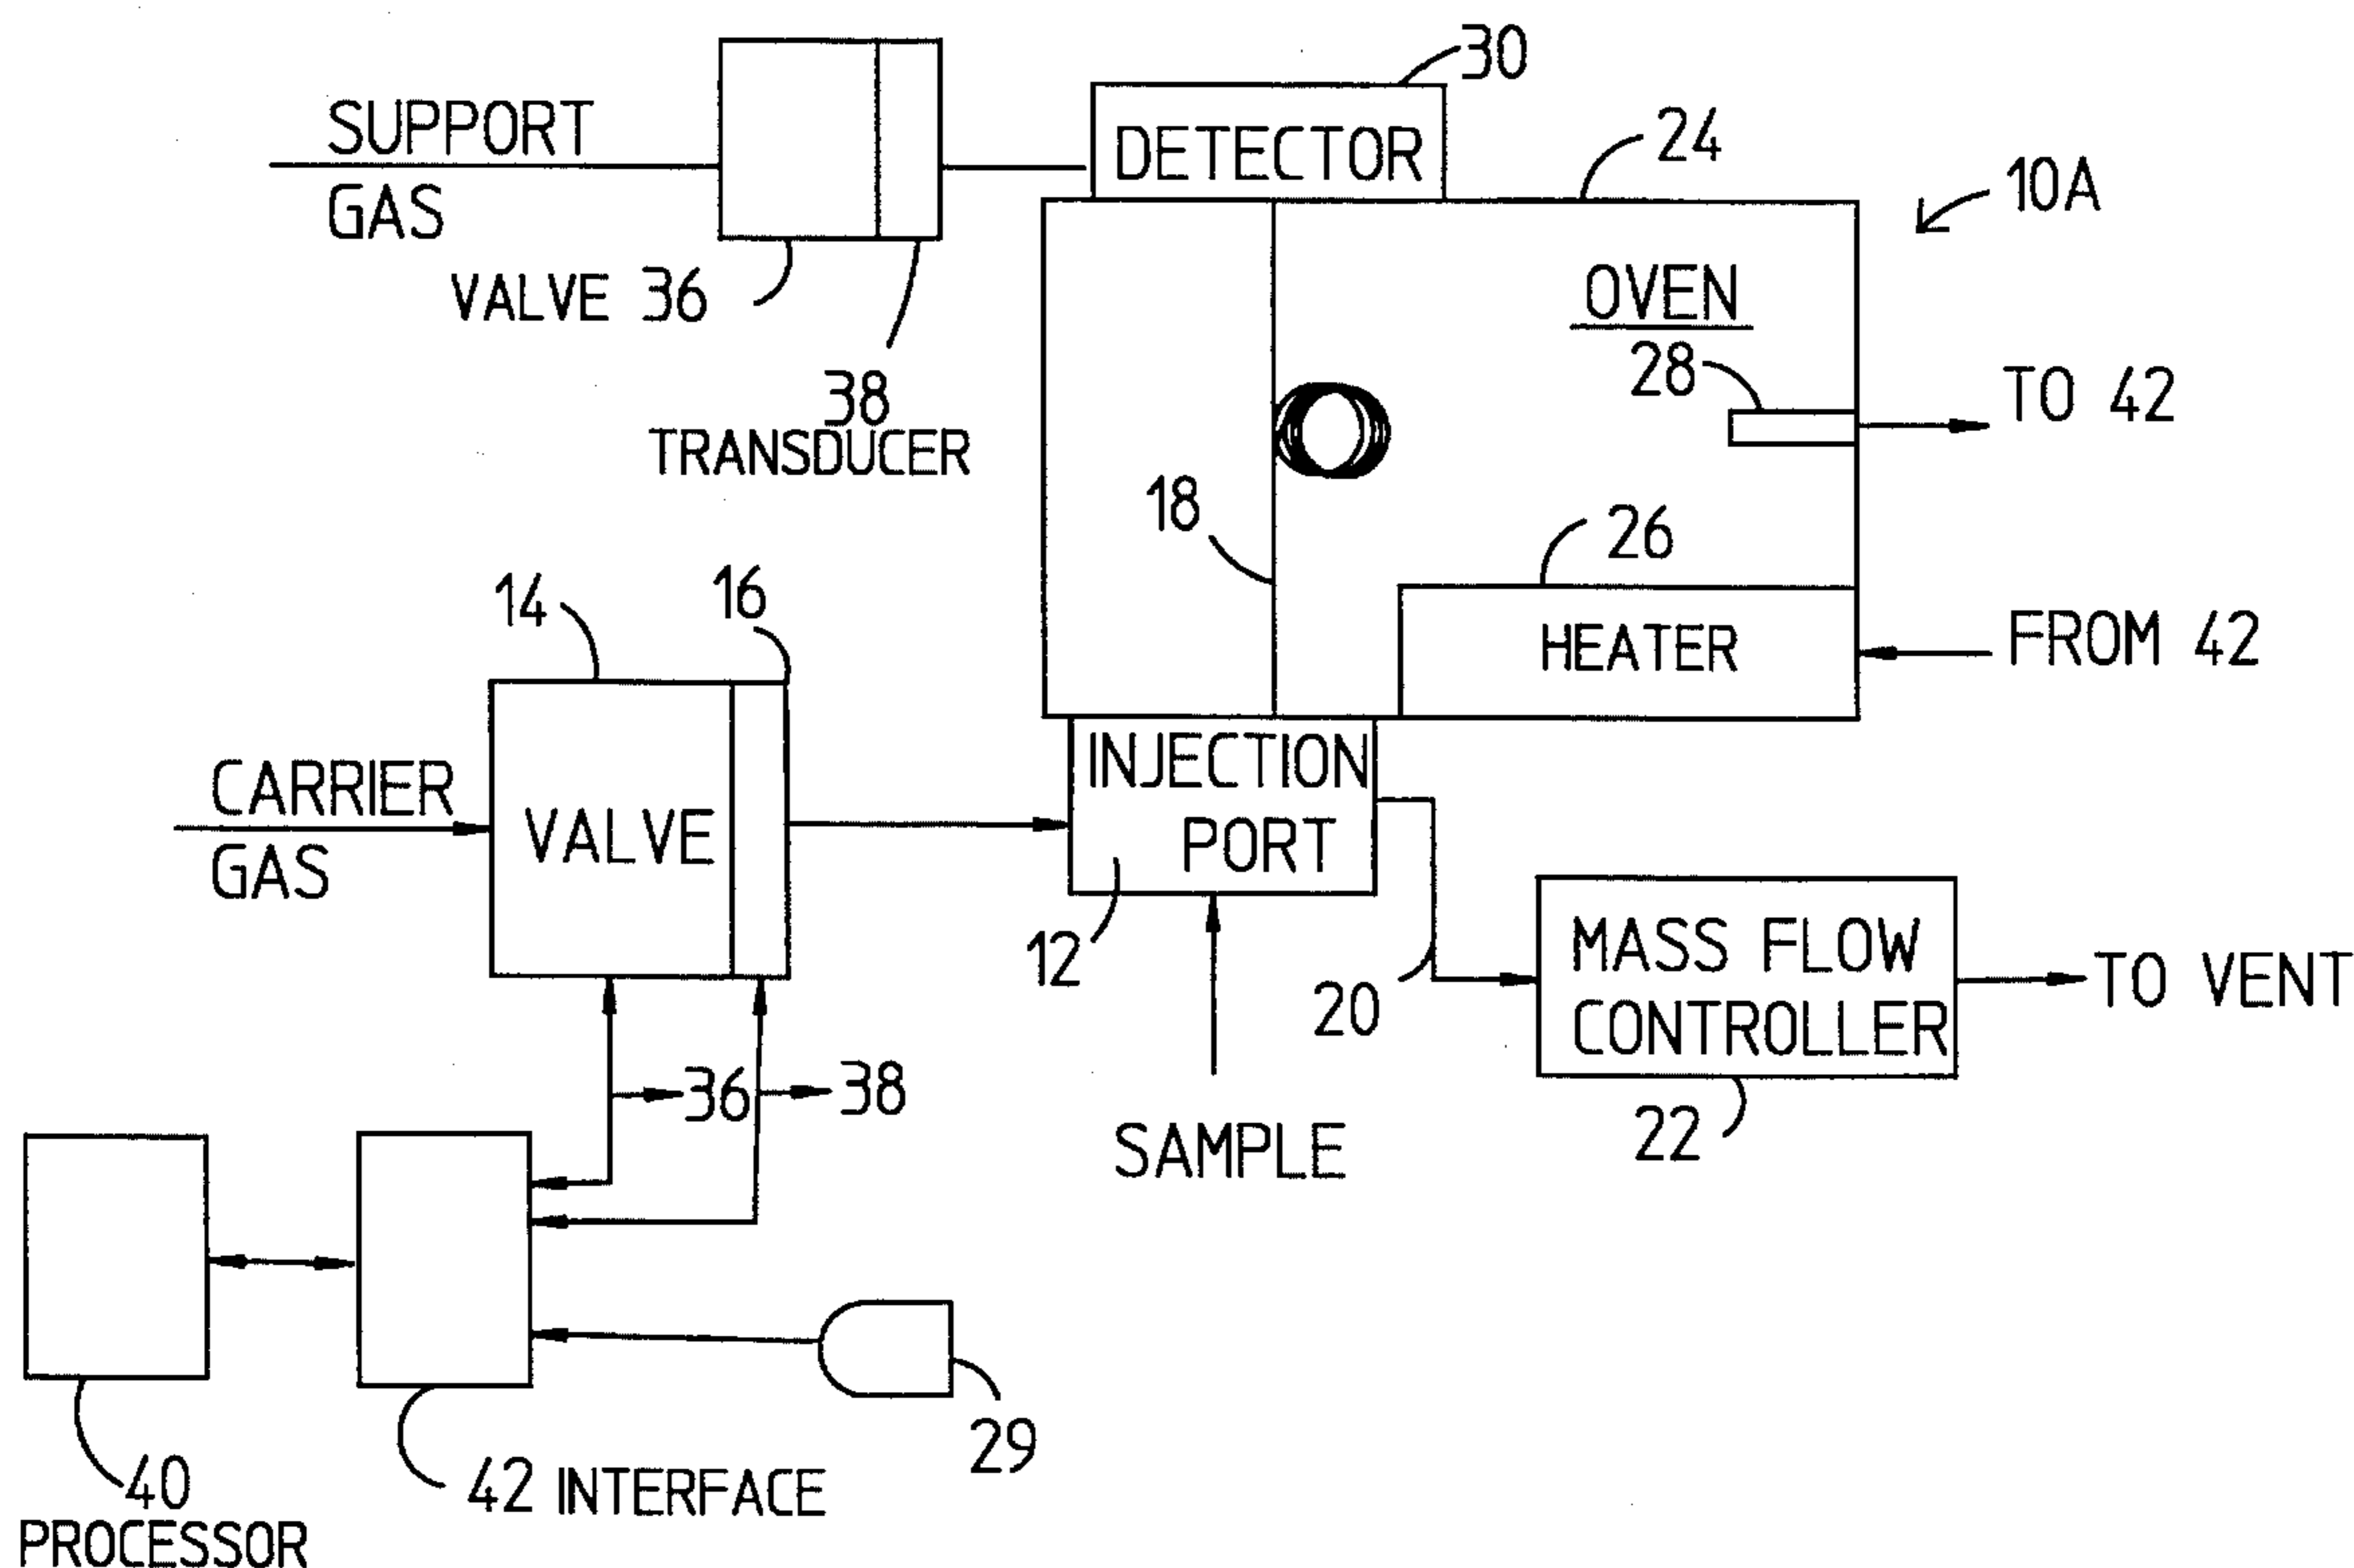 30
SUPPORT
GAS
DETECTOR
24
10A
VALVE 36
OVEN
28
38
TRANSDUCER
TO 42
18
26
14
16
HEATER
FROM 42
CARRIER
GAS
VALVE
INJECTION
PORT
12
20
MASS FLOW
CONTROLLER
TO VENT
36
38
SAMPLE
22
29
40
PROCESSOR
42 INTERFACE